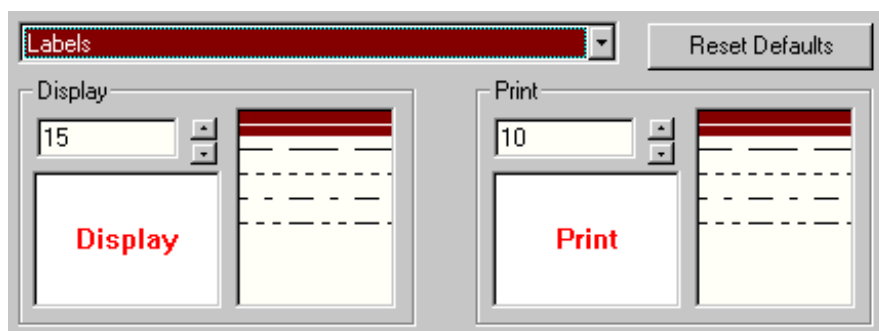 Labels
Reset Defaults
Display
Print
15
10
Display
Print